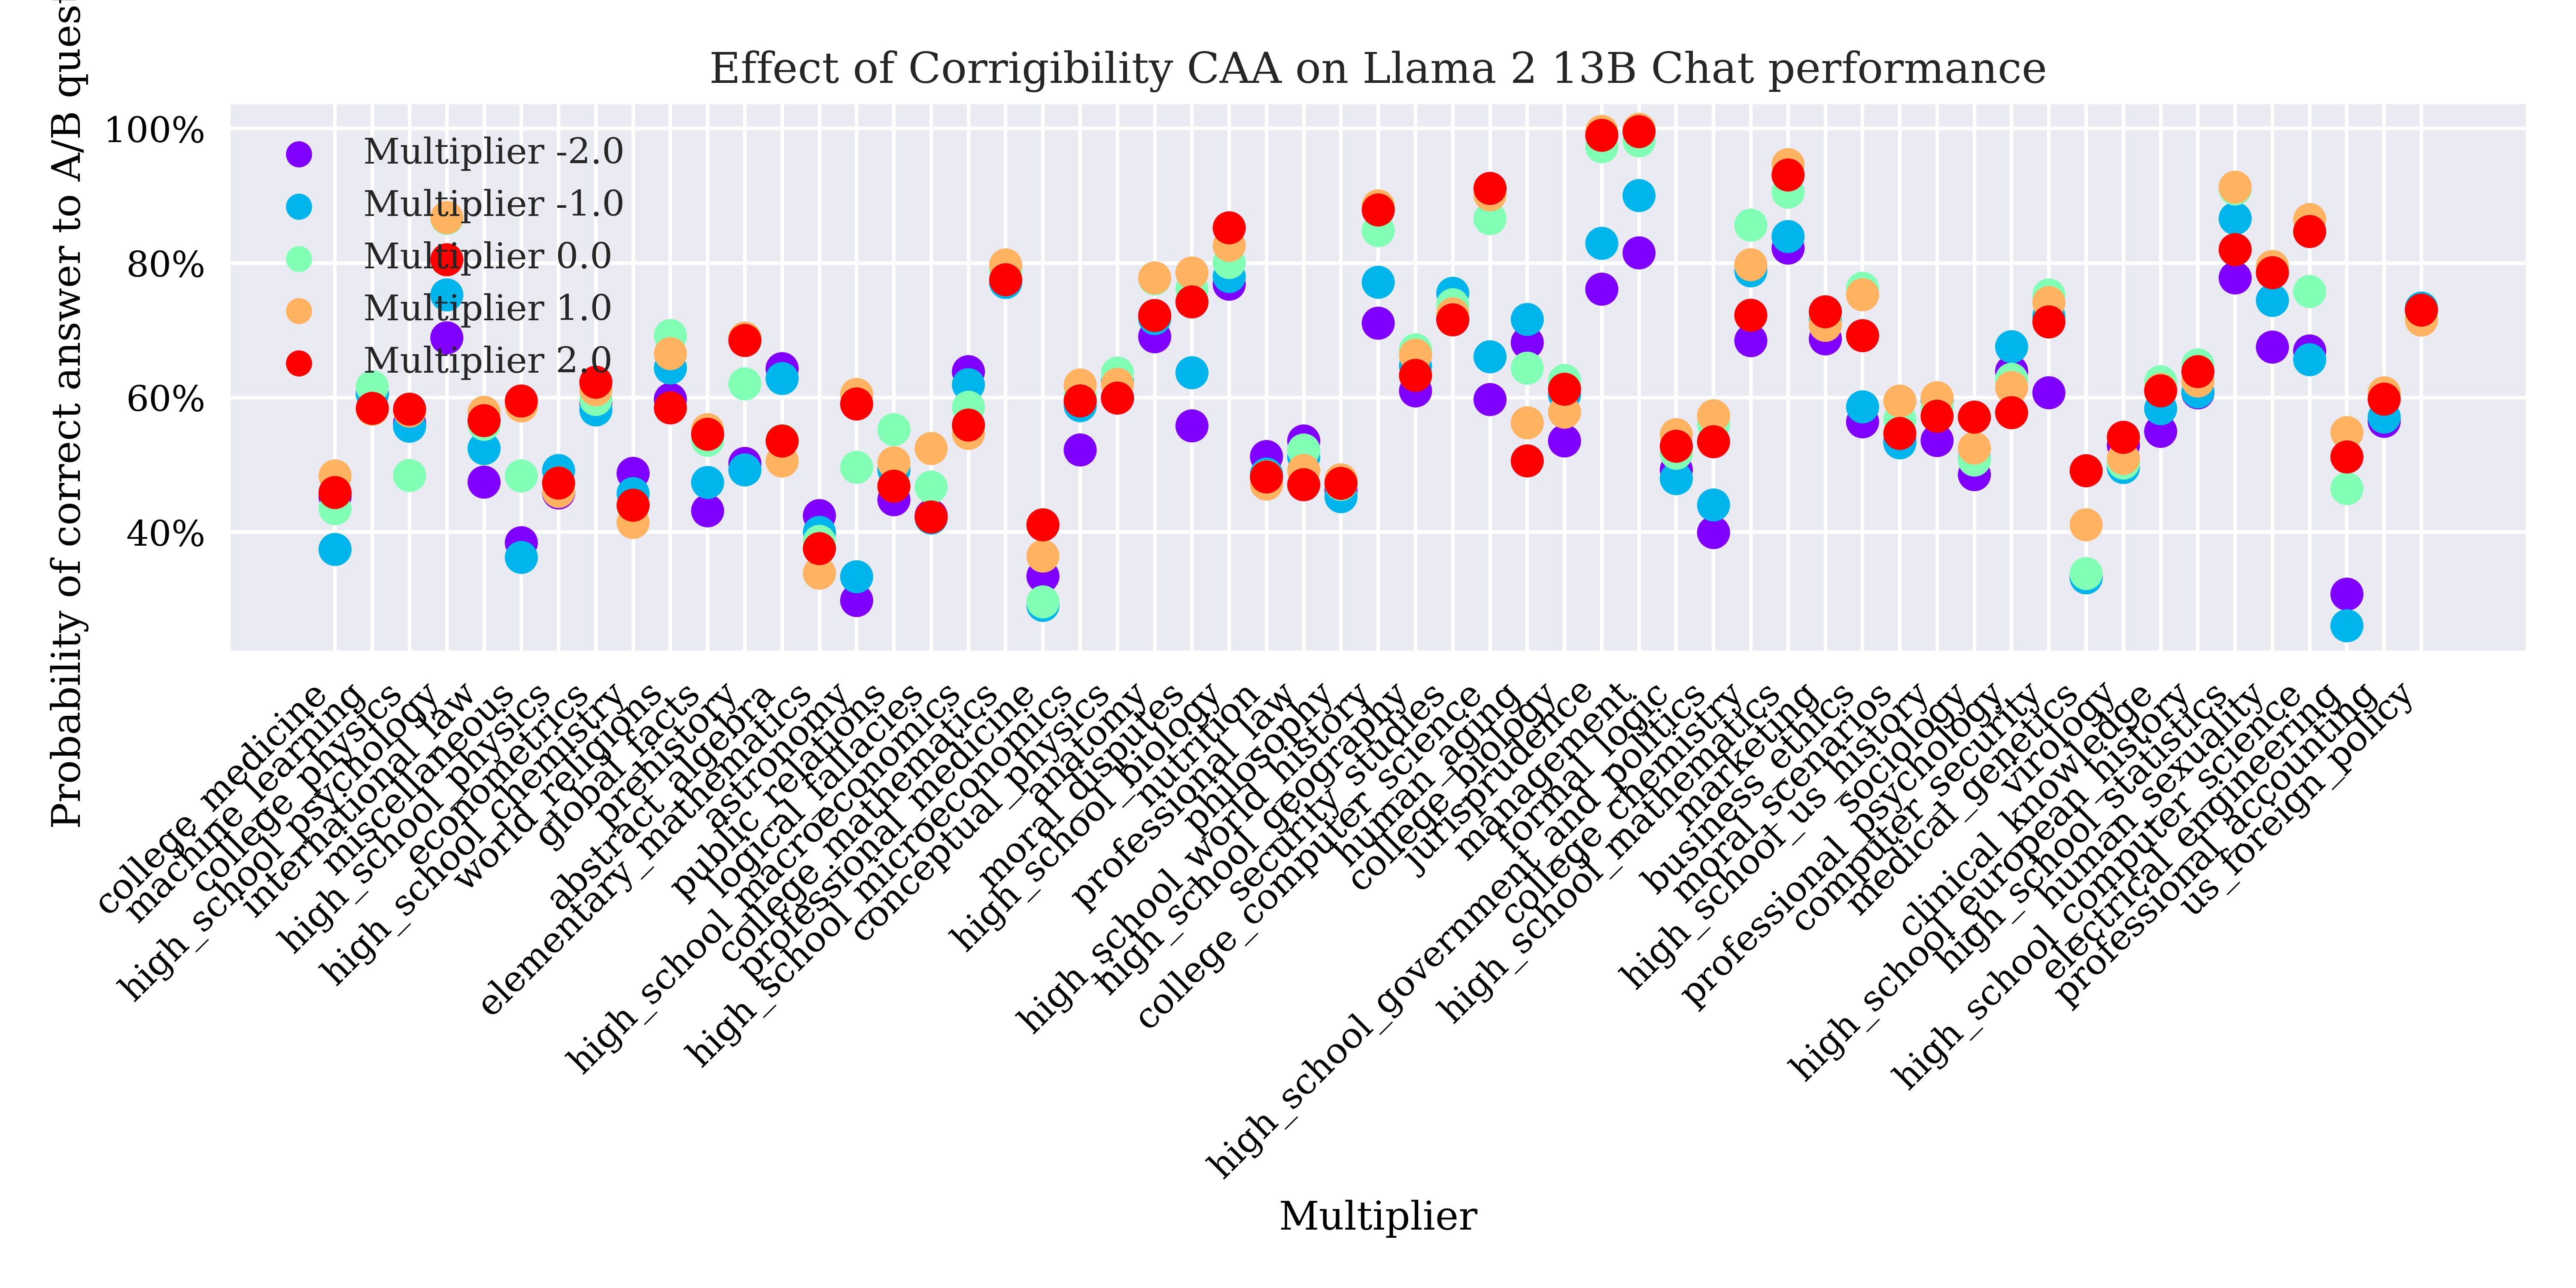 Effect of Corrigibility CAA on Llama 2 13B Chat performance
Probability of correct answer to A/B quest
100%
80%
60%
40%
Multiplier -2.0
Multiplier -1.0
Multiplier 0.0
Multiplier 1.0
Multiplier 2.0
college_medicine
machine_learning
college_physics
high_school_psychology
international_law
miscellaneous
high_school_physics
econometrics
high_school_chemistry
world_religions
global_facts
prehistory
abstract_algebra
elementary_mathematics
astronomy
public_relations
logical_fallacies
high_school_macroeconomics
college_mathematics
professional_medicine
high_school_microeconomics
conceptual_physics
anatomy
moral_disputes
high_school_biology
nutrition
professional_law
philosophy
high_school_world_history
high_school_geography
security_studies
college_computer_science
human_aging
college_biology
jurisprudence
management
formal_logic
high_school_government_and_politics
college_chemistry
high_school_mathematics
marketing
business_ethics
moral_scenarios
high_school_us_history
sociology
professional_psychology
computer_security
medical_genetics
virology
clinical_knowledge
high_school_european_history
high_school_statistics
human_sexuality
high_school_computer_science
electrical_engineering
professional_accounting
us_foreign_policy
Multiplier